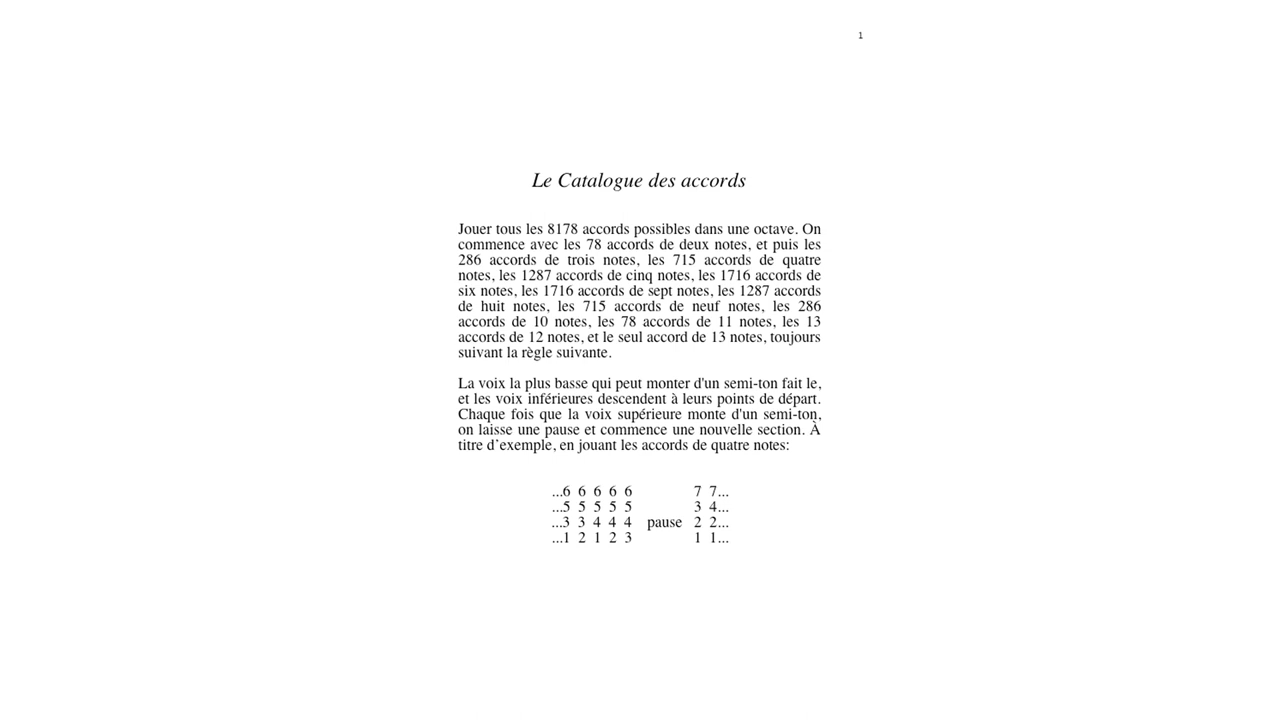 1
Le Catalogue des accords
Jouer tous les 8178 accords possibles dans une octave. On
commence avec les 78 accords de deux notes, et puis les
286 accords de trois notes, les 715 accords de quatre
notes, les 1287 accords de cinq notes, les 1716 accords de
six notes, les 1716 accords de sept notes, les 1287 accords
de huit notes, les 715 accords de neuf notes, les 286
accords de 10 notes, les 78 accords de 11 notes, les 13
accords de 12 notes, et le seul accord de 13 notes, toujours
suivant la règle suivante.
La voix la plus basse qui peut monter d'un semi-ton fait le,
et les voix inférieures descendent à leurs points de départ.
Chaque fois que la voix supérieure monte d'un semi-ton,
on laisse une pause et commence une nouvelle section. À
titre d’exemple, en jouant les accords de quatre notes:
...6 6 6 6 6 7 7...
...5 5 5 5 5 3 4...
...3 3 4 4 4 pause 2 2...
...1 2 1 2 3 1 1...